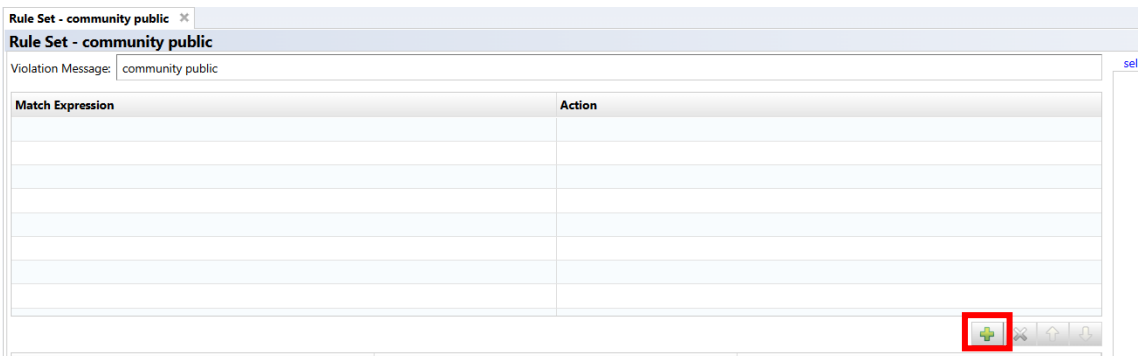 Rule Set - community public
Rule Set - community public
Violation Message: community public
sel
Match Expression Action